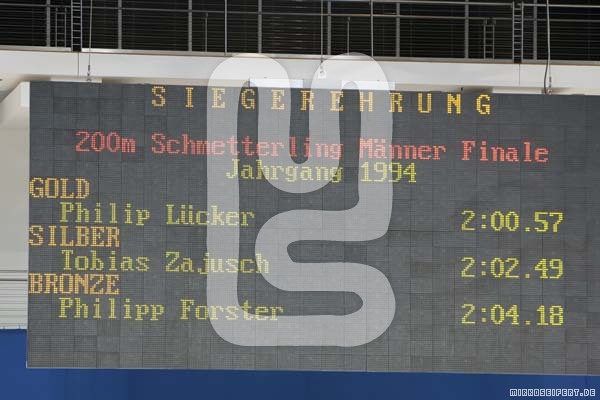 SIEGEREHRUNG
200m Schmetterling Männer Finale
Jahrgang 1994
GOLD
Philip Lücker 2:00.57
SILBER
Tobias Zajusch 2:02.49
BRONZE
Philipp Forster 2:04.18
MIRKOSEIFERT.DE